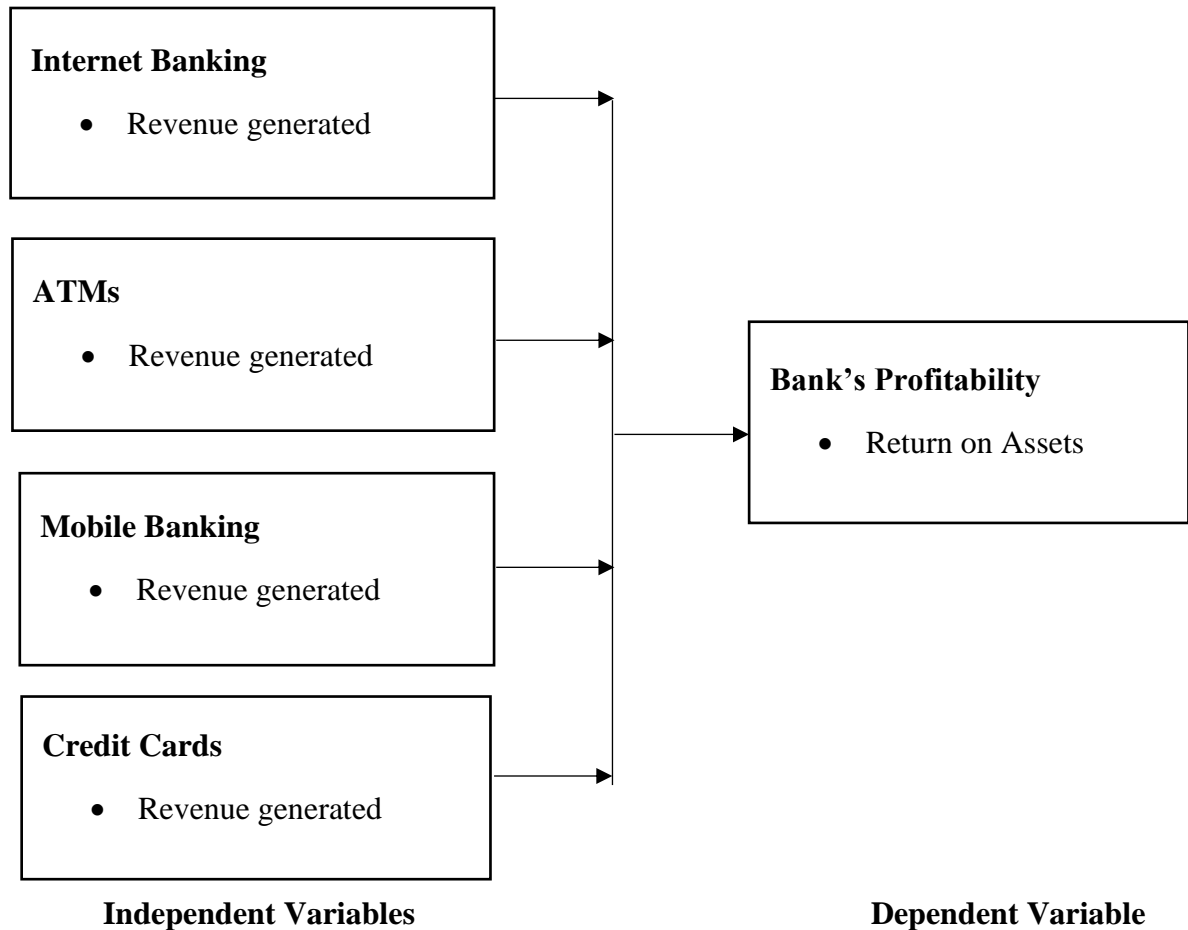 Internet Banking
• Revenue generated
ATMs
• Revenue generated
Mobile Banking
• Revenue generated
Credit Cards
• Revenue generated
Bank’s Profitability
• Return on Assets
Independent Variables
Dependent Variable